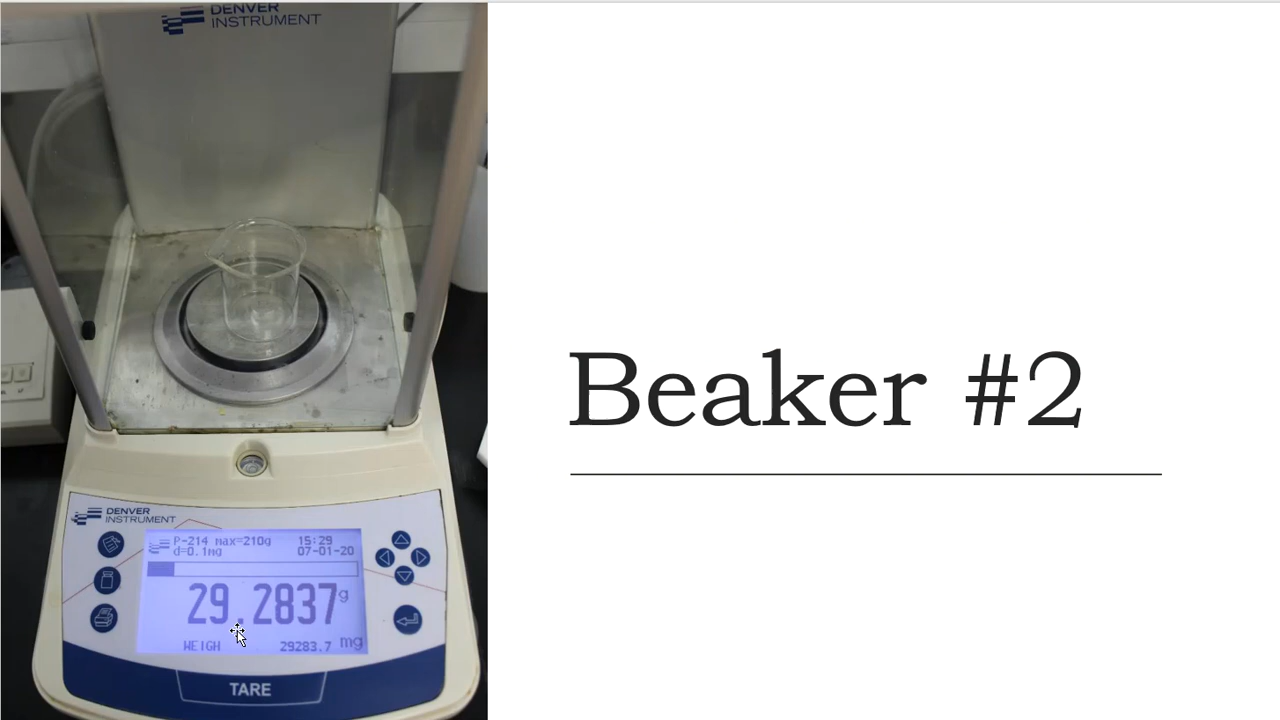 DENVER
INSTRUMENT
DENVER
INSTRUMENT
P-214 max=210g 15:29
d=0.1mg 07-01-20
29.2837 g
WEIGH 29283.7 mg
TARE
Beaker #2